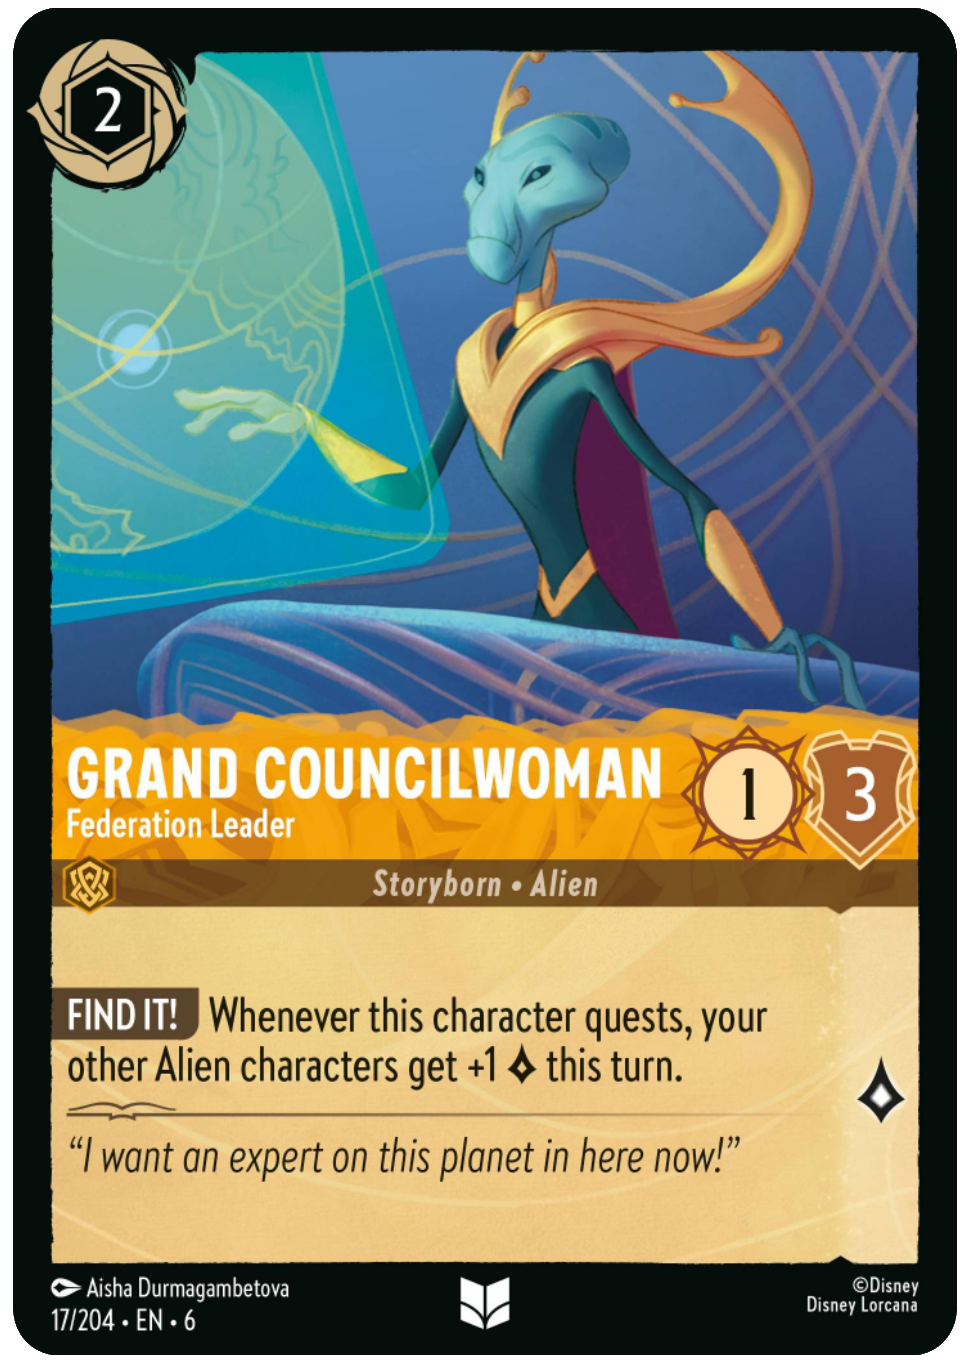 2
GRAND COUNCILWOMAN
Federation Leader
1
3
Storyborn • Alien
FIND IT! Whenever this character quests, your
other Alien characters get +1 this turn.
“I want an expert on this planet in here now!”
Aisha Durmagambetova
17/204 • EN • 6
©Disney
Disney Lorcana